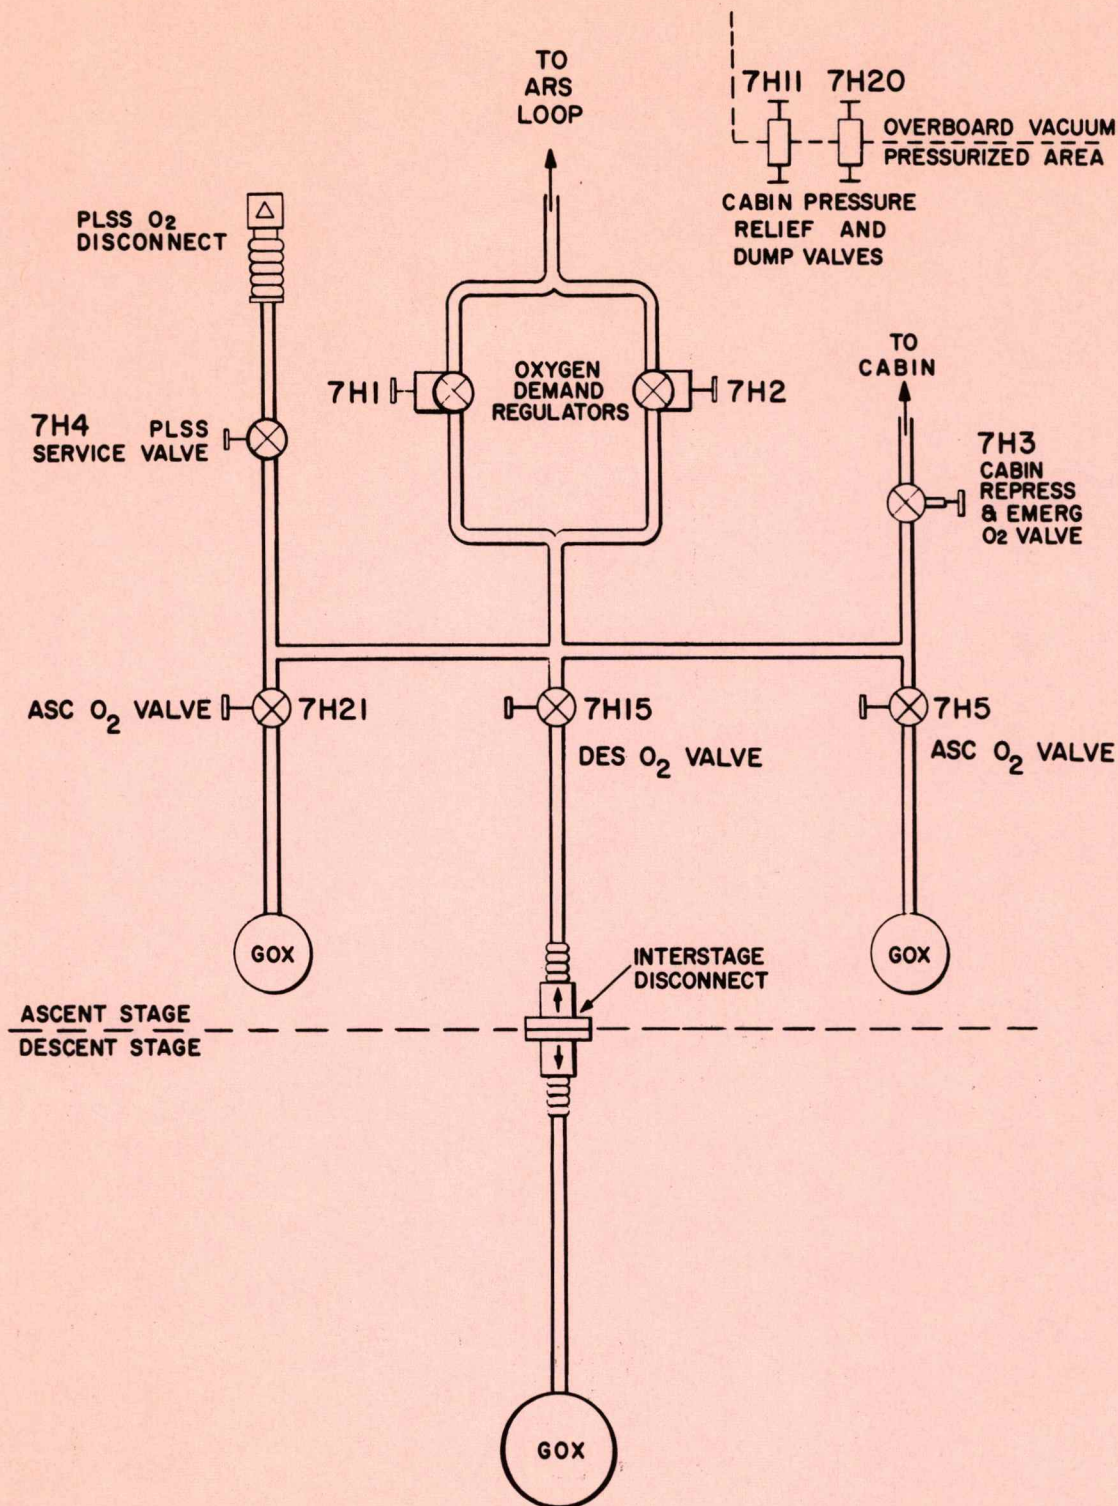 TO
ARS
LOOP
7H11 7H20
OVERBOARD VACUUM
PRESSURIZED AREA
CABIN PRESSURE
RELIEF AND
DUMP VALVES
PLSS O2
DISCONNECT
7H1
OXYGEN
DEMAND
REGULATORS
7H2
TO
CABIN
7H4 PLSS
SERVICE VALVE
7H3
CABIN
REPRESS
& EMERG
O2 VALVE
ASC O2 VALVE
7H21
7H15
DES O2 VALVE
7H5
ASC O2 VALVE
GOX
INTERSTAGE
DISCONNECT
GOX
ASCENT STAGE
DESCENT STAGE
GOX